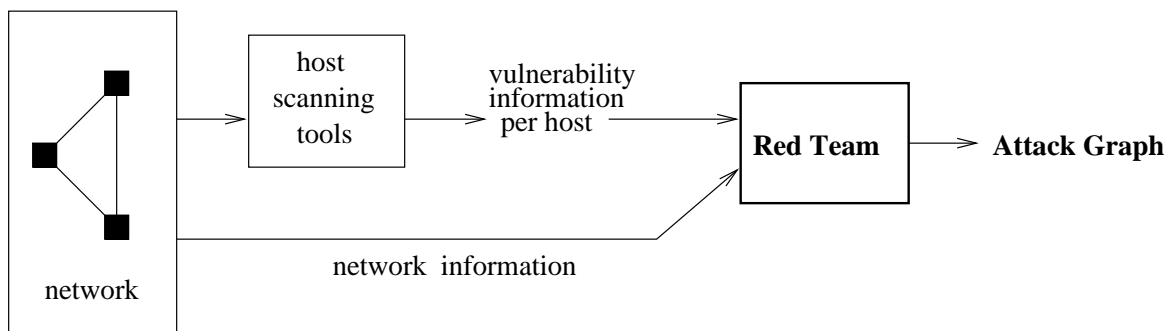 network
host
scanning
tools
vulnerability
information
per host
network information
Red Team
Attack Graph